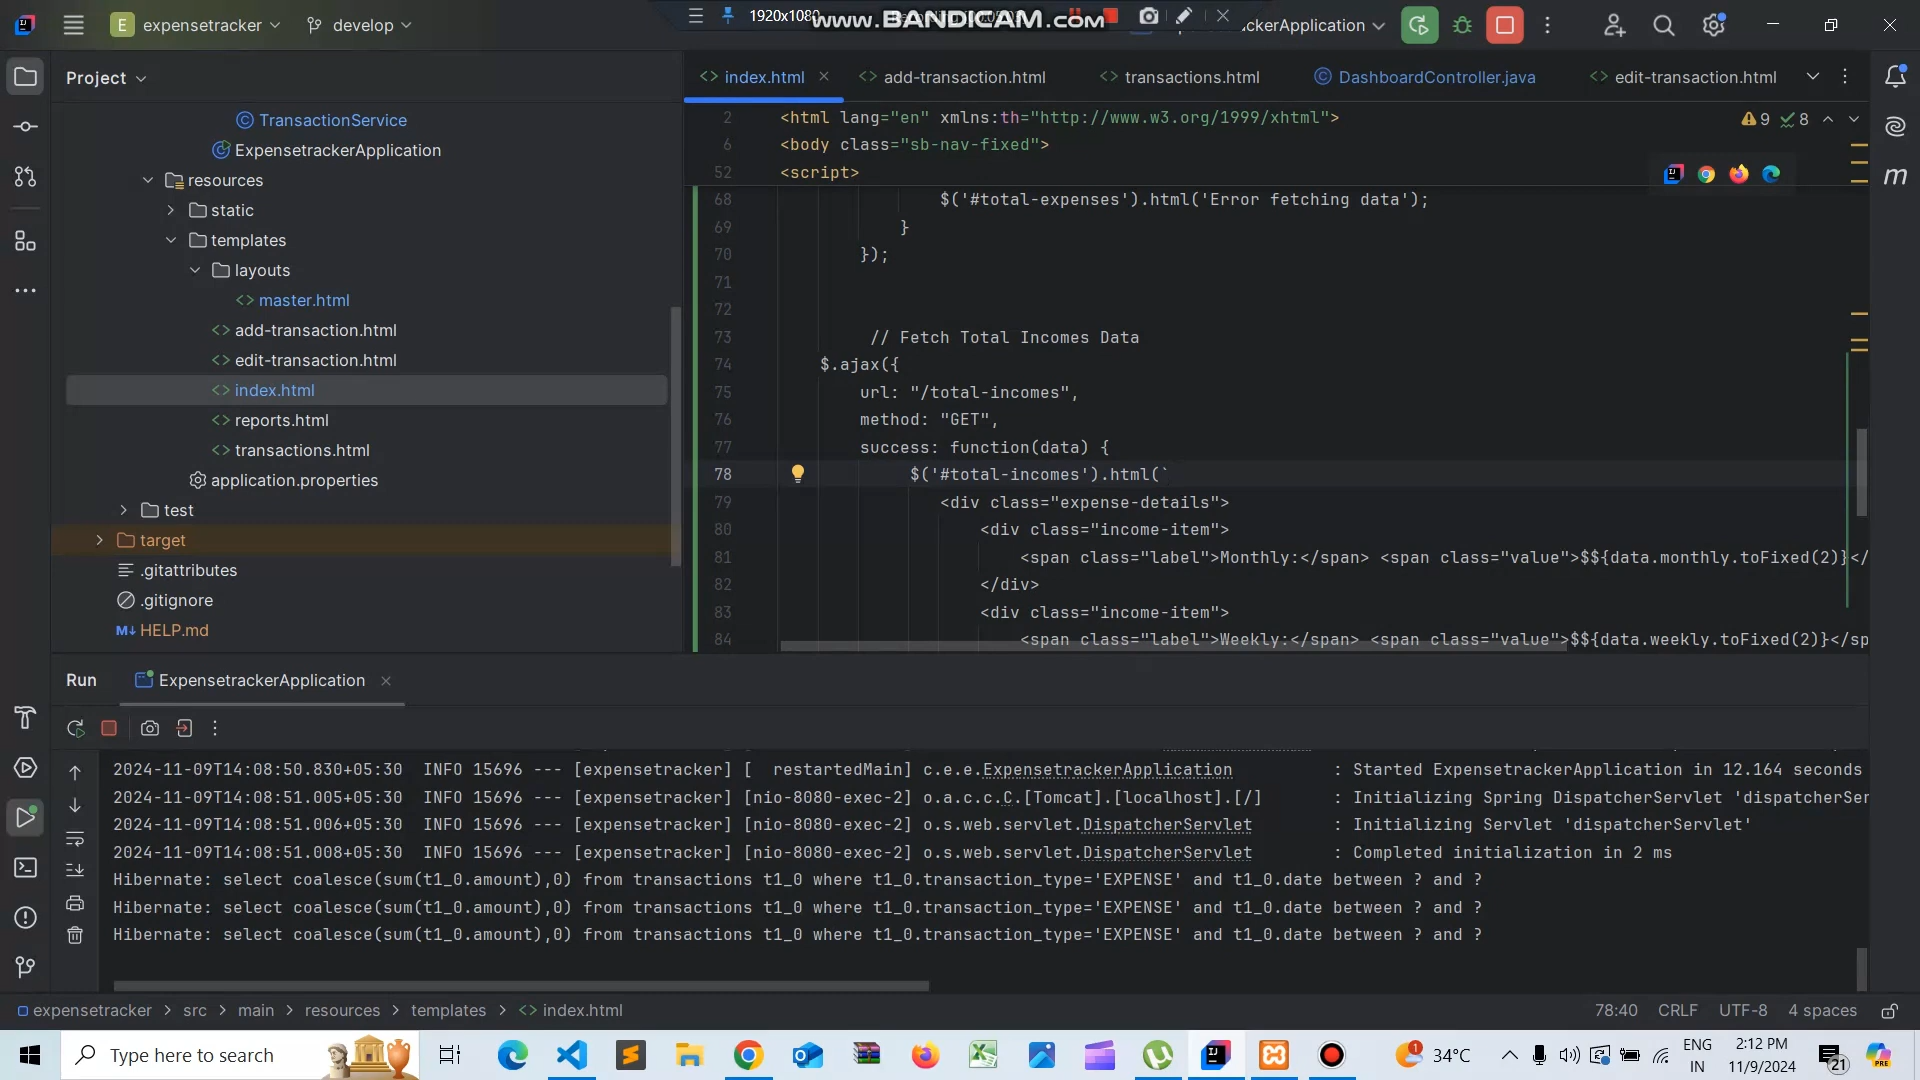 E expensetracker
develop
1920x1080
www.BANDICAM.com
ckerApplication
Project
TransactionService
ExpensetrackerApplication
resources
static
templates
layouts
<> master.html
<> add-transaction.html
<> edit-transaction.html
<> index.html
<> reports.html
<> transactions.html
application.properties
test
target
.gitattributes
.gitignore
M↓ HELP.md
<> index.html
<> add-transaction.html
<> transactions.html
DashboardController.java
<> edit-transaction.html
m
9 8
2 <html lang="en" xmlns:th="http://www.w3.org/1999/xhtml">
6 <body class="sb-nav-fixed">
52 <script>
68 $('#total-expenses').html('Error fetching data');
69 }
70 });
71
72
73 // Fetch Total Incomes Data
74 $.ajax({
75 url: "/total-incomes",
76 method: "GET",
77 success: function(data) {
78 $('#total-incomes').html(`
79 <div class="expense-details">
80 <div class="income-item">
81 <span class="label">Monthly:</span> <span class="value">$${data.monthly.toFixed(2)}</
82 </div>
83 <div class="income-item">
84 <span class="label">Weekly:</span> <span class="value">$${data.weekly.toFixed(2)}</sp
Run
ExpensetrackerApplication
2024-11-09T14:08:50.830+05:30 INFO 15696 --- [expensetracker] [ restartedMain] c.e.e.ExpensetrackerApplication : Started ExpensetrackerApplication in 12.164 seconds
2024-11-09T14:08:51.005+05:30 INFO 15696 --- [expensetracker] [nio-8080-exec-2] o.a.c.c.C.[Tomcat].[localhost].[/] : Initializing Spring DispatcherServlet 'dispatcherSer
2024-11-09T14:08:51.006+05:30 INFO 15696 --- [expensetracker] [nio-8080-exec-2] o.s.web.servlet.DispatcherServlet : Initializing Servlet 'dispatcherServlet'
2024-11-09T14:08:51.008+05:30 INFO 15696 --- [expensetracker] [nio-8080-exec-2] o.s.web.servlet.DispatcherServlet : Completed initialization in 2 ms
Hibernate: select coalesce(sum(t1_0.amount),0) from transactions t1_0 where t1_0.transaction_type='EXPENSE' and t1_0.date between ? and ?
Hibernate: select coalesce(sum(t1_0.amount),0) from transactions t1_0 where t1_0.transaction_type='EXPENSE' and t1_0.date between ? and ?
Hibernate: select coalesce(sum(t1_0.amount),0) from transactions t1_0 where t1_0.transaction_type='EXPENSE' and t1_0.date between ? and ?
expensetracker > src > main > resources > templates > <> index.html
78:40 CRLF UTF-8 4 spaces
Type here to search
1 34°C
ENG
IN
2:12 PM
11/9/2024
21
PRE